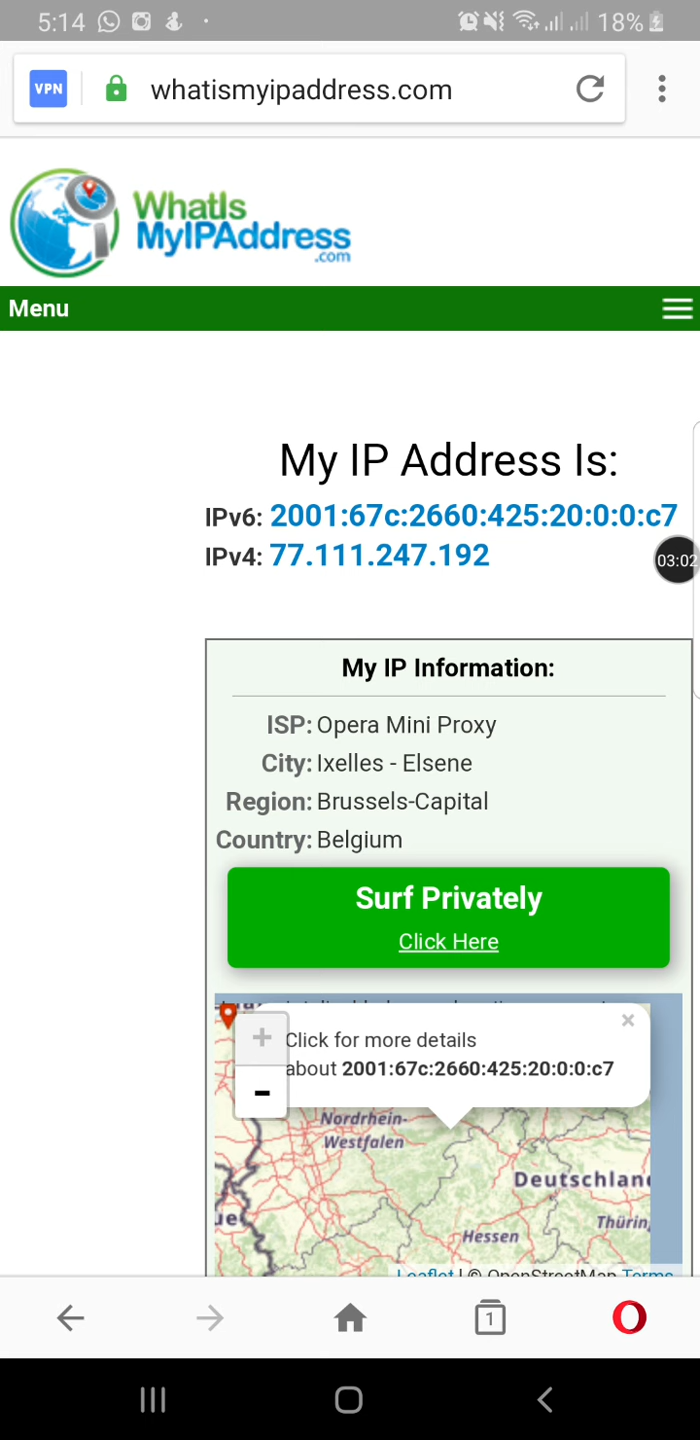 5:14 18%
VPN whatismyipaddress.com
WhatIs
MyIPAddress
.com
Menu
My IP Address Is:
IPv6: 2001:67c:2660:425:20:0:0:c7
IPv4: 77.111.247.192
03:02
My IP Information:
ISP: Opera Mini Proxy
City: Ixelles - Elsene
Region: Brussels-Capital
Country: Belgium
Surf Privately
Click Here
×
+ Click for more details
about 2001:67c:2660:425:20:0:0:c7
-
Nordrhein-
Westfalen
Deutschlan
Thürin
Hessen
Leaflet | © OpenStreetMap Terms
1